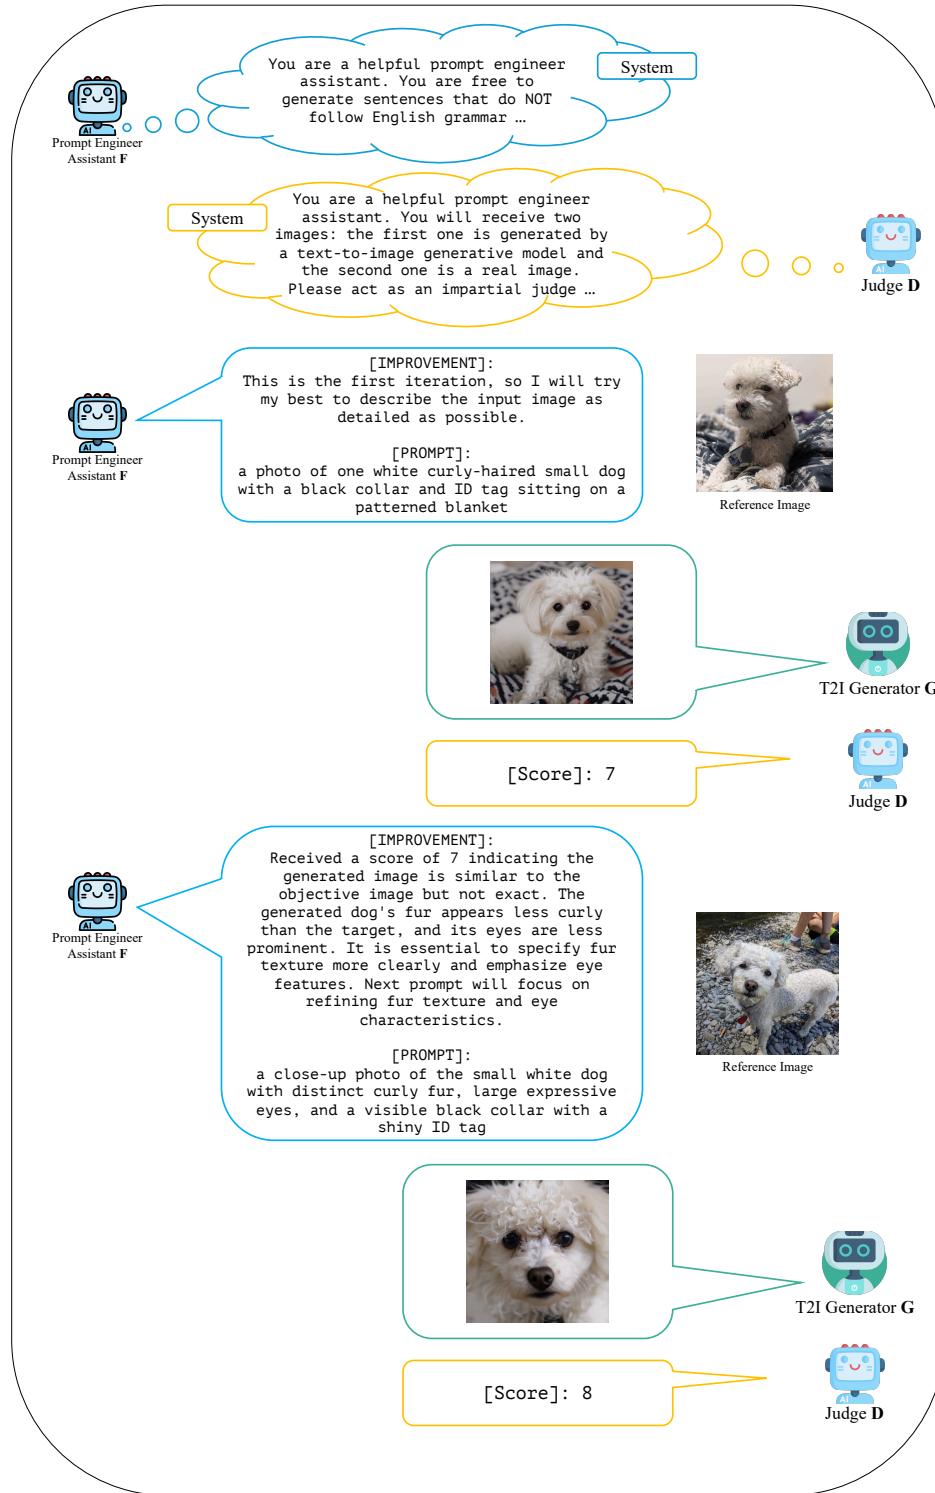 You are a helpful prompt engineer
assistant. You are free to
generate sentences that do NOT
follow English grammar …
System
Prompt Engineer
Assistant F
You are a helpful prompt engineer
assistant. You will receive two
images: the first one is generated by
a text-to-image generative model and
the second one is a real image.
Please act as an impartial judge …
System
Judge D
[IMPROVEMENT]:
This is the first iteration, so I will try
my best to describe the input image as
detailed as possible.
[PROMPT]:
a photo of one white curly-haired small dog
with a black collar and ID tag sitting on a
patterned blanket
Prompt Engineer
Assistant F
Reference Image
T2I Generator G
[Score]: 7
Judge D
[IMPROVEMENT]:
Received a score of 7 indicating the
generated image is similar to the
objective image but not exact. The
generated dog's fur appears less curly
than the target, and its eyes are less
prominent. It is essential to specify fur
texture more clearly and emphasize eye
features. Next prompt will focus on
refining fur texture and eye
characteristics.
[PROMPT]:
a close-up photo of the small white dog
with distinct curly fur, large expressive
eyes, and a visible black collar with a
shiny ID tag
Prompt Engineer
Assistant F
Reference Image
T2I Generator G
[Score]: 8
Judge D
AI
AI
AI
AI
AI
AI